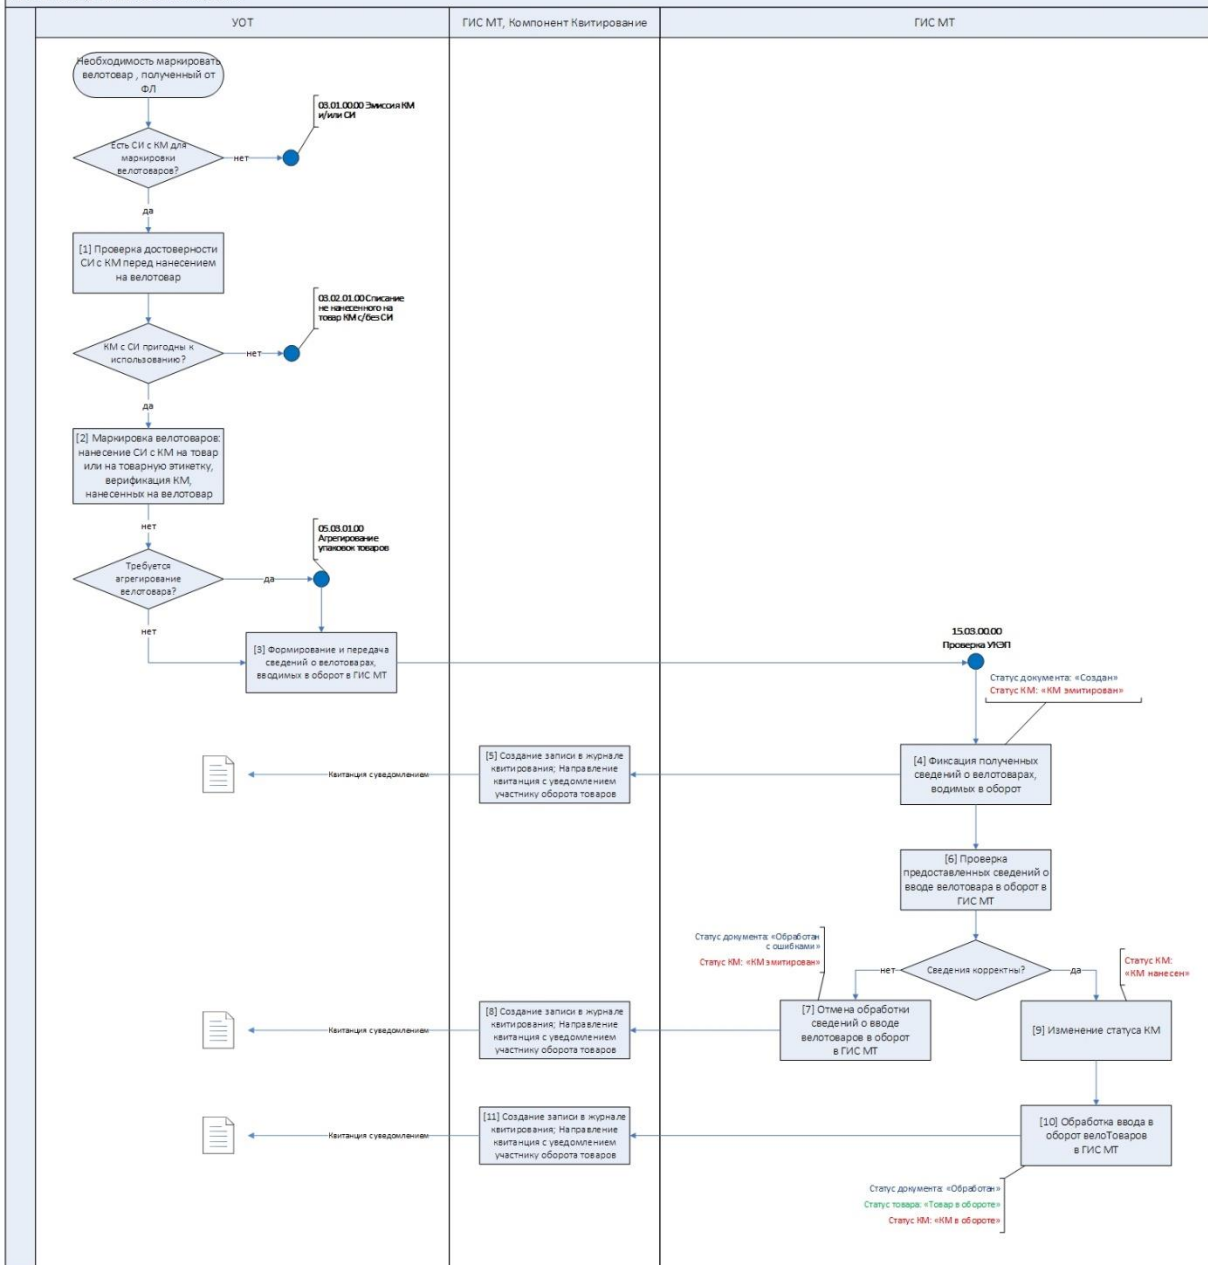 УОТ
ГИС МТ, Компонент Квитирование
ГИС МТ
Необходимость маркировать
велотовар , полученный от
ФЛ
03.01.00.00 Эмиссия КМ
и/или СИ
Есть СИ с КМ для
маркировки
велотоваров?
нет
да
[1] Проверка достоверности
СИ с КМ перед нанесением
на велотовар
03.02.01.00 Списание
не нанесенного на
товар КМ с/без СИ
КМ с СИ пригодны к
использованию?
нет
да
[2] Маркировка велотоваров:
нанесение СИ с КМ на товар
или на товарную этикетку,
верификация КМ,
нанесенных на велотовар
нет
05.03.01.00
Агрегирование
упаковок товаров
Требуется
агрегирование
велотовара?
да
нет
[3] Формирование и передача
сведений о велотоварах,
вводимых в оборот в ГИС МТ
15.03.00.00
Проверка УКЭП
Статус документа: «Создан»
Статус КМ: «КМ эмитирован»
[4] Фиксация полученных
сведений о велотоварах,
водимых в оборот
[5] Создание записи в журнале
квитирования; Направление
квитанция с уведомлением
участнику оборота товаров
Квитанция с уведомлением
[6] Проверка
предоставленных сведений о
вводе велотовара в оборот в
ГИС МТ
Статус документа: «Обработан
с ошибками»
Статус КМ: «КМ эмитирован»
Сведения корректны?
нет
да
Статус КМ:
«КМ нанесен»
[7] Отмена обработки
сведений о вводе
велотоваров в оборот
в ГИС МТ
[8] Создание записи в журнале
квитирования; Направление
квитанция с уведомлением
участнику оборота товаров
Квитанция с уведомлением
[9] Изменение статуса КМ
[10] Обработка ввода в
оборот велоТоваров
в ГИС МТ
[11] Создание записи в журнале
квитирования; Направление
квитанция с уведомлением
участнику оборота товаров
Квитанция с уведомлением
Статус документа: «Обработан»
Статус товара: «Товар в обороте»
Статус КМ: «КМ в обороте»